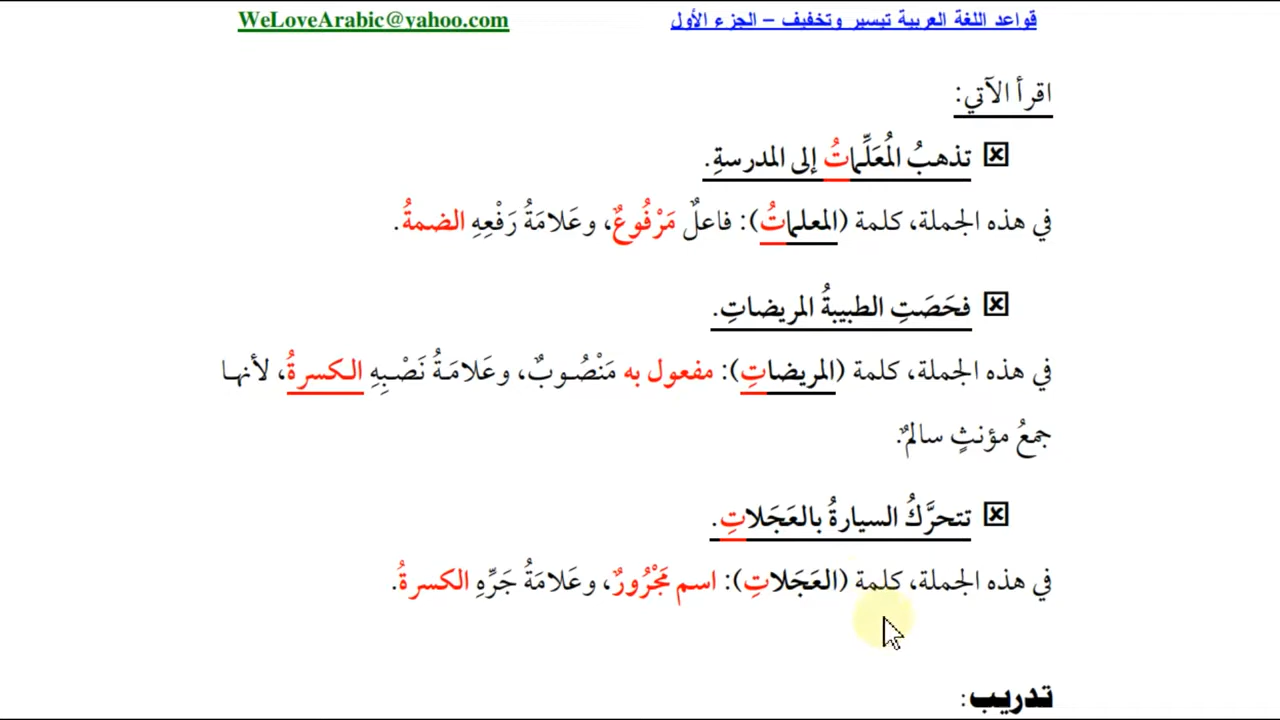 قواعد اللغة العربية تيسير وتخفيف – الجزء الأول WeLoveArabic@yahoo.com
اقرأ الآتي:
تذهبُ المُعَلِّماتُ إلى المدرسةِ.
في هذه الجملة، كلمة (المعلماتُ): فاعلٌ مَرْفُوعٌ، وعَلامَةُ رَفْعِهِ الضمةُ.
فحَصَتِ الطبيبةُ المريضاتِ.
في هذه الجملة، كلمة (المريضاتِ): مفعول به مَنْصُوبٌ، وعَلامَةُ نَصْبِهِ الكسرةُ، لأنها
جمعُ مؤنثٍ سالمٌ.
تتحرَّكُ السيارةُ بالعَجَلاتِ.
في هذه الجملة، كلمة (العَجَلاتِ): اسم مَجْرُورٌ، وعَلامَةُ جَرِّهِ الكسرةُ.
تدريب: